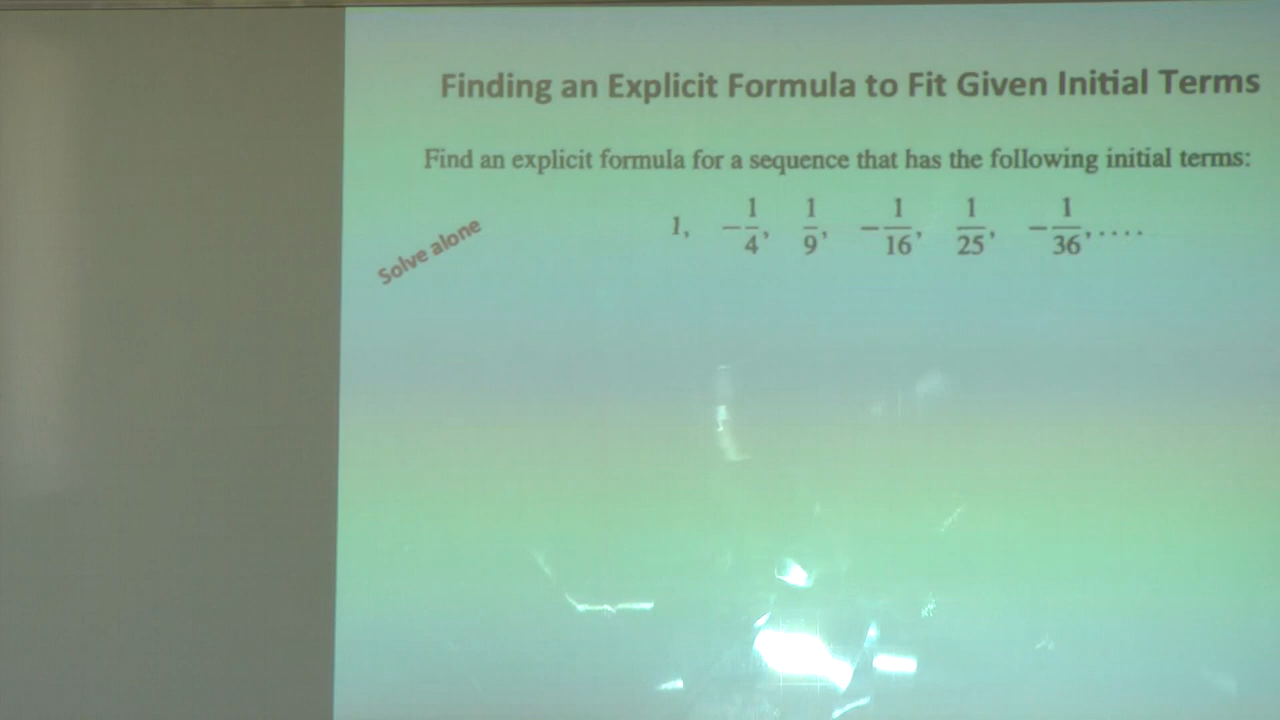 Finding an Explicit Formula to Fit Given Initial Terms
Find an explicit formula for a sequence that has the following initial terms:
1, -1/4, 1/9, -1/16, 1/25, -1/36, ....
Solve alone